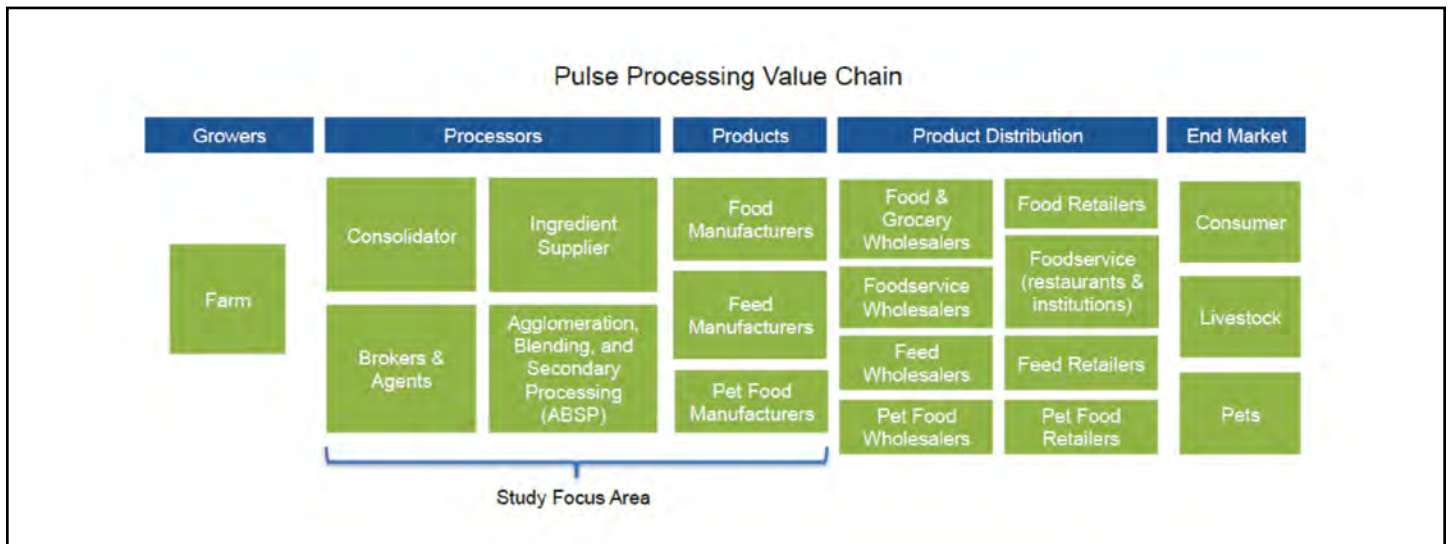 Pulse Processing Value Chain
Growers
Processors
Products
Product Distribution
End Market
Farm
Consolidator
Ingredient
Supplier
Brokers &
Agents
Agglomeration,
Blending, and
Secondary
Processing
(ABSP)
Food
Manufacturers
Feed
Manufacturers
Pet Food
Manufacturers
Food &
Grocery
Wholesalers
Foodservice
Wholesalers
Feed
Wholesalers
Pet Food
Wholesalers
Food Retailers
Foodservice
(restaurants &
institutions)
Feed Retailers
Pet Food
Retailers
Consumer
Livestock
Pets
Study Focus Area